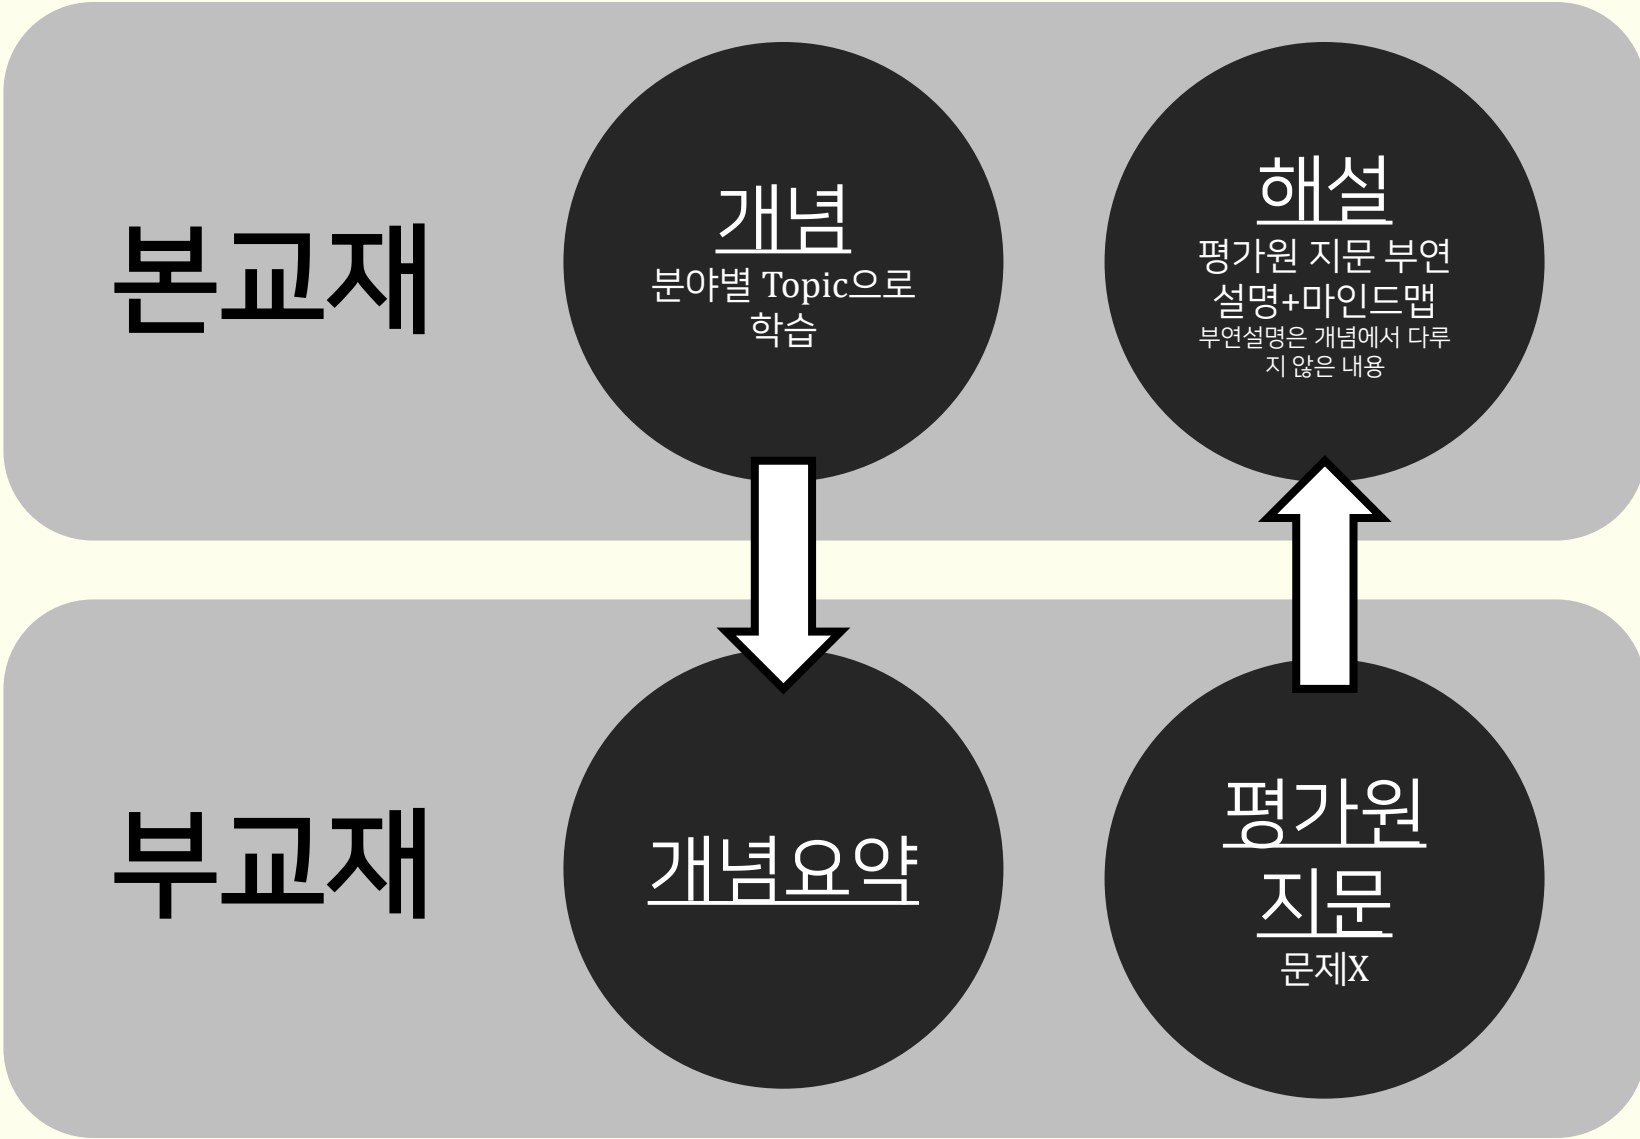 본교재
개념
분야별 Topic으로
학습
해설
평가원 지문 부연
설명+마인드맵
부연설명은 개념에서 다루
지 않은 내용
부교재
개념요약
평가원
지문
문제X